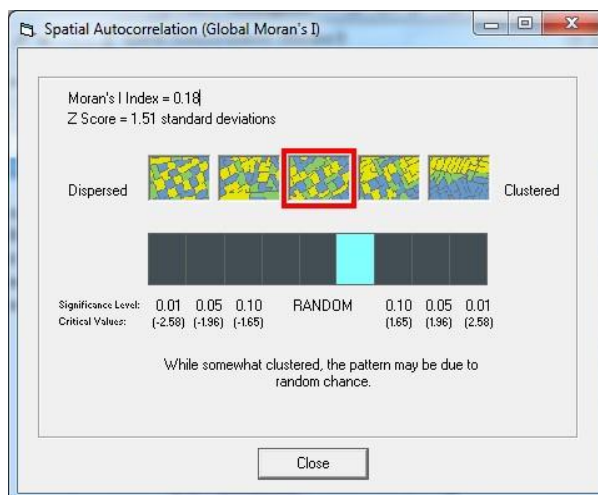 Spatial Autocorrelation (Global Moran's I)
Moran's I Index = 0.18
Z Score = 1.51 standard deviations
Dispersed
Clustered
Significance Level: 0.01 0.05 0.10 RANDOM 0.10 0.05 0.01
Critical Values: (-2.58) (-1.96) (-1.65) (1.65) (1.96) (2.58)
While somewhat clustered, the pattern may be due to
random chance.
Close